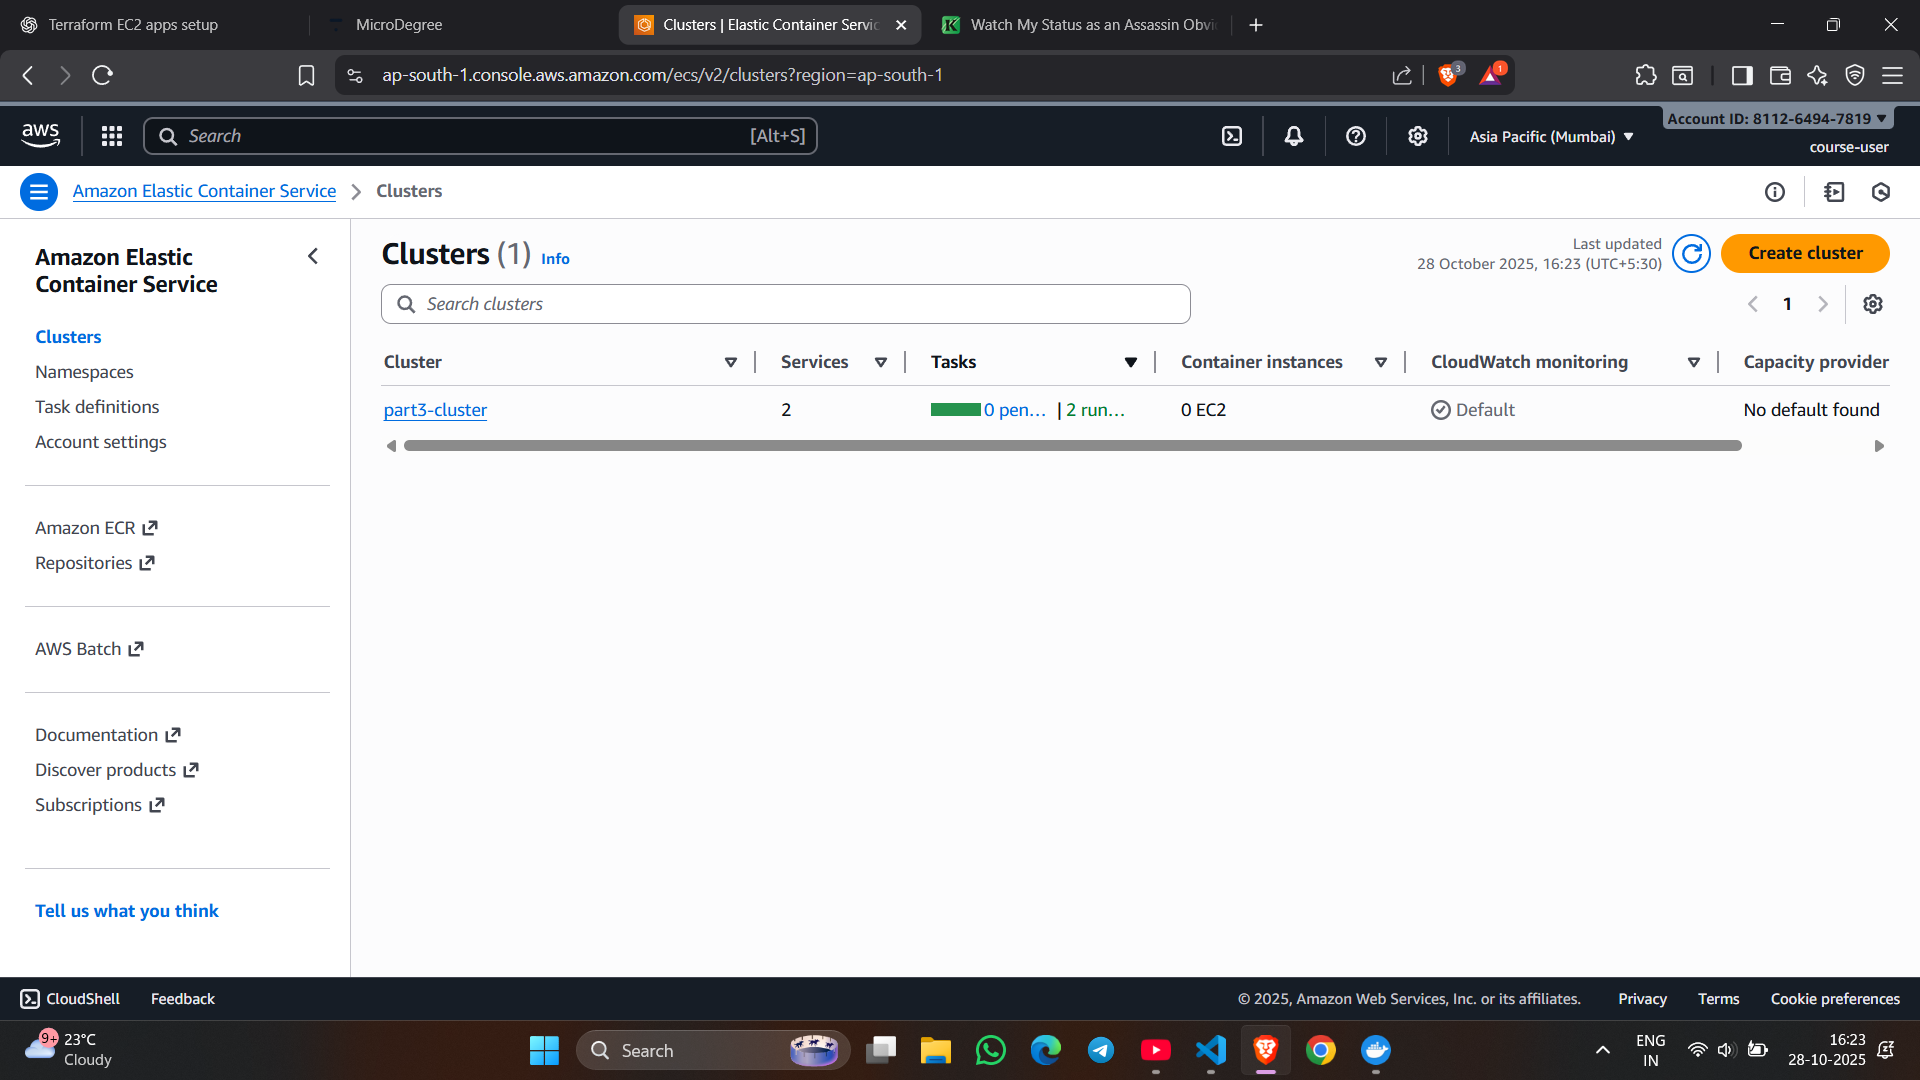 Terraform EC2 apps setup
MicroDegree
Clusters | Elastic Container Servic
Watch My Status as an Assassin Obvi
ap-south-1.console.aws.amazon.com/ecs/v2/clusters?region=ap-south-1
3
1
aws
Search
[Alt+S]
Asia Pacific (Mumbai)
Account ID: 8112-6494-7819
course-user
Amazon Elastic Container Service
Clusters
Amazon Elastic
Container Service
Clusters
Namespaces
Task definitions
Account settings
Amazon ECR
Repositories
AWS Batch
Documentation
Discover products
Subscriptions
Tell us what you think
Clusters (1) Info
Last updated
28 October 2025, 16:23 (UTC+5:30)
Create cluster
Search clusters
1
Cluster Services Tasks Container instances CloudWatch monitoring Capacity provider
part3-cluster 2 0 pen… | 2 run… 0 EC2 Default No default found
CloudShell Feedback
© 2025, Amazon Web Services, Inc. or its affiliates. Privacy Terms Cookie preferences
9+
23°C
Cloudy
Search
ENG
IN
16:23
28-10-2025